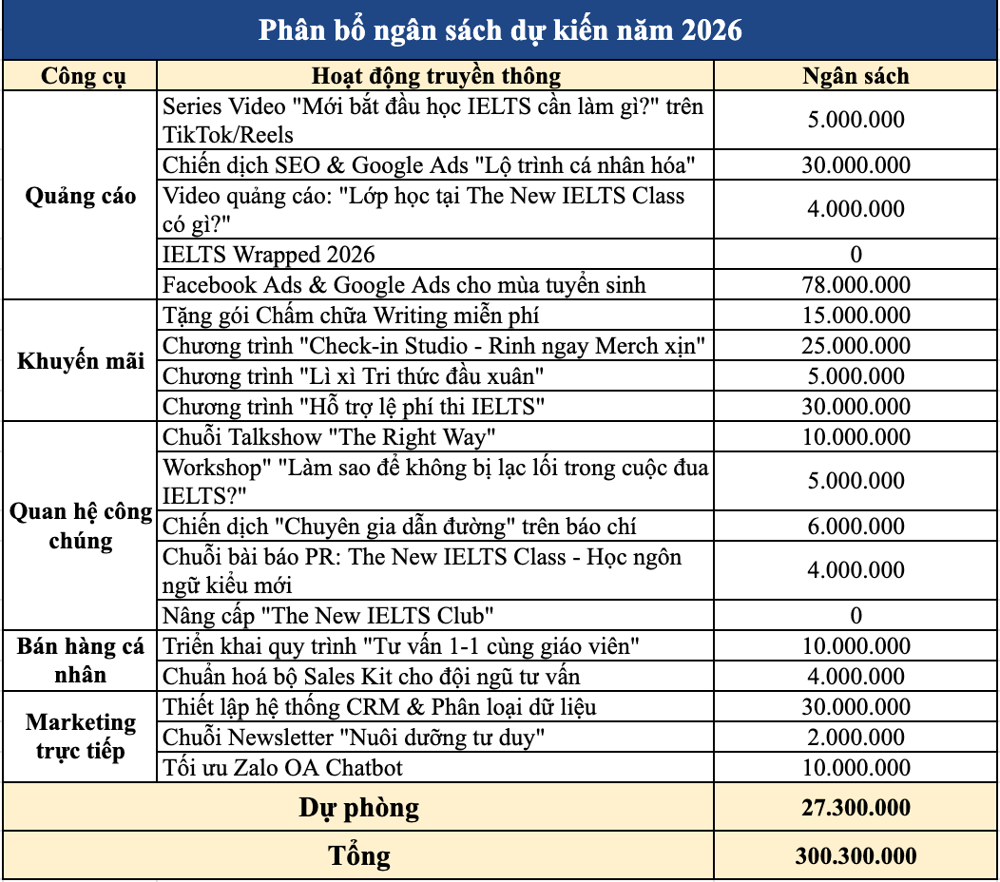 Phân bổ ngân sách dự kiến năm 2026
Công cụ Hoạt động truyền thông Ngân sách
Quảng cáo
Series Video "Mới bắt đầu học IELTS cần làm gì?" trên
TikTok/Reels
5.000.000
Chiến dịch SEO & Google Ads "Lộ trình cá nhân hóa" 30.000.000
Video quảng cáo: "Lớp học tại The New IELTS Class
có gì?"
4.000.000
IELTS Wrapped 2026 0
Facebook Ads & Google Ads cho mùa tuyển sinh 78.000.000
Khuyến mãi
Tặng gói Chấm chữa Writing miễn phí 15.000.000
Chương trình "Check-in Studio - Rinh ngay Merch xịn" 25.000.000
Chương trình "Lì xì Tri thức đầu xuân" 5.000.000
Chương trình "Hỗ trợ lệ phí thi IELTS" 30.000.000
Quan hệ công
chúng
Chuỗi Talkshow "The Right Way" 10.000.000
Workshop" "Làm sao để không bị lạc lối trong cuộc đua
IELTS?"
5.000.000
Chiến dịch "Chuyên gia dẫn đường" trên báo chí 6.000.000
Chuỗi bài báo PR: The New IELTS Class - Học ngôn
ngữ kiểu mới
4.000.000
Nâng cấp "The New IELTS Club" 0
Bán hàng cá
nhân
Triển khai quy trình "Tư vấn 1-1 cùng giáo viên" 10.000.000
Chuẩn hoá bộ Sales Kit cho đội ngũ tư vấn 4.000.000
Marketing
trực tiếp
Thiết lập hệ thống CRM & Phân loại dữ liệu 30.000.000
Chuỗi Newsletter "Nuôi dưỡng tư duy" 2.000.000
Tối ưu Zalo OA Chatbot 10.000.000
Dự phòng 27.300.000
Tổng 300.300.000